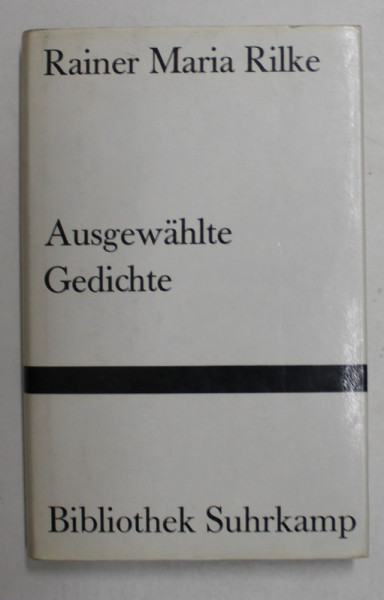 Rainer Maria Rilke
Ausgewählte
Gedichte
Bibliothek Suhrkamp